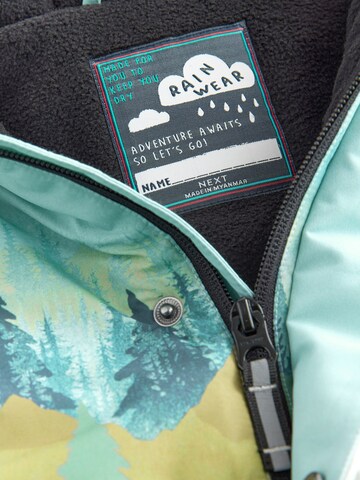 MADE FOR
YOU TO
KEEP YOU
DRY
RAIN
WEAR
ADVENTURE AWAITS
SO LET'S GO!
NAME
NEXT
MADE IN MYANMAR